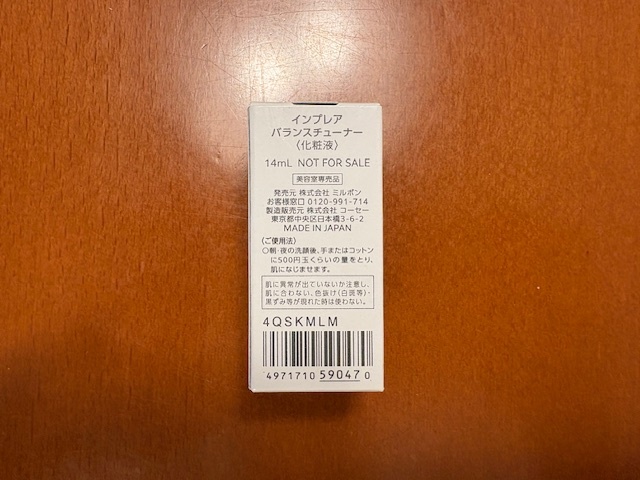 インプレア
バランスチューナー
〈化粧液〉
14mL NOT FOR SALE
美容室専売品
発売元 株式会社 ミルボン
お客様窓口 0120-991-714
製造販売元 株式会社 コーセー
東京都中央区日本橋3-6-2
MADE IN JAPAN
〈ご使用法〉
○朝・夜の洗顔後、手またはコットン
に500円玉くらいの量をとり、
肌になじませます。
肌に異常が出ていないか注意し、
肌に合わない、色抜け(白斑等)・
黒ずみ等が現れた時は使わない。
4QSKMLM
4971710 59047 0